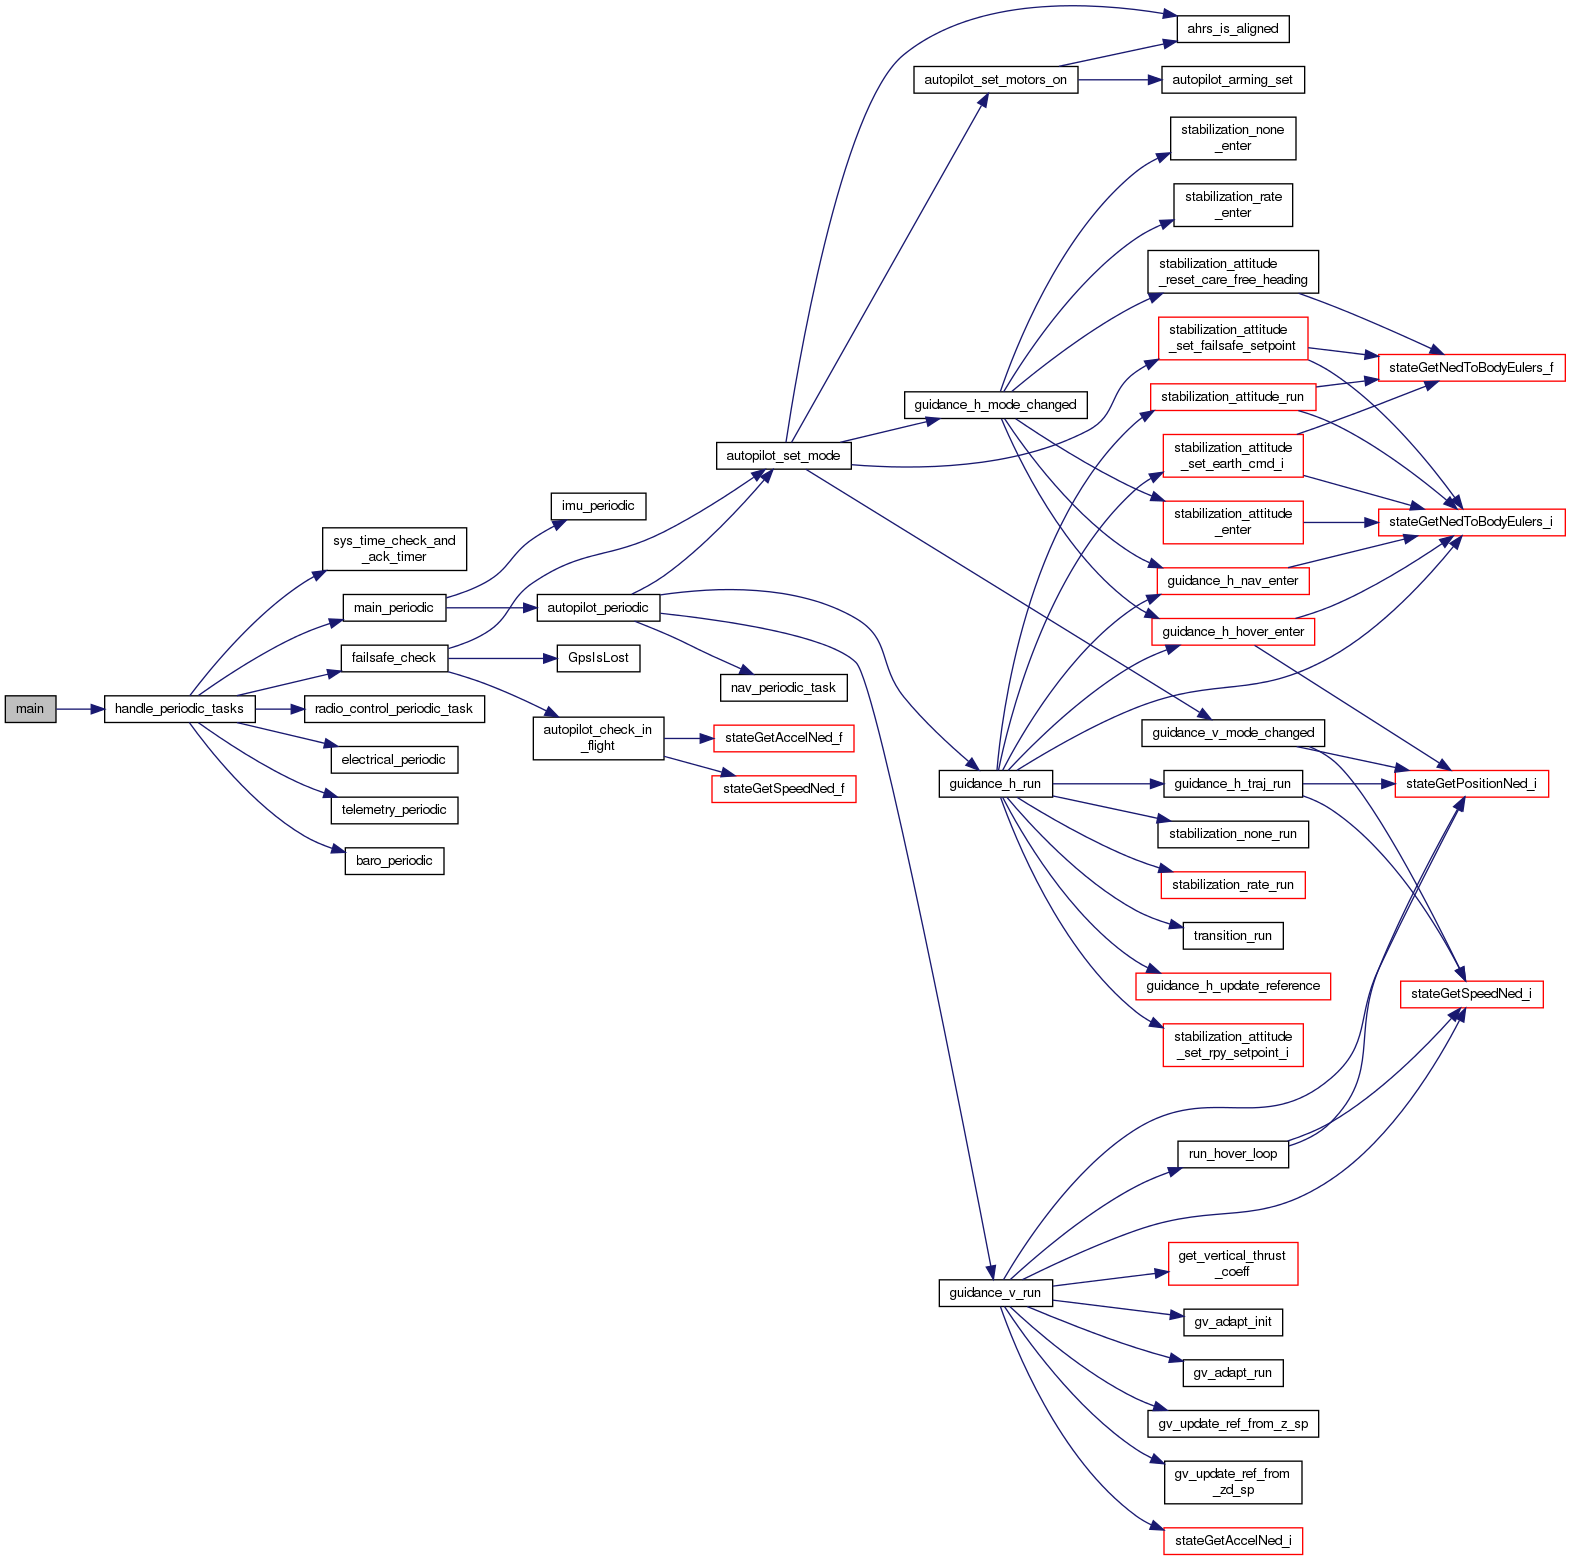 main
handle_periodic_tasks
sys_time_check_and
_ack_timer
main_periodic
failsafe_check
radio_control_periodic_task
electrical_periodic
telemetry_periodic
baro_periodic
imu_periodic
autopilot_periodic
GpsIsLost
autopilot_check_in
_flight
autopilot_set_mode
nav_periodic_task
stateGetAccelNed_f
stateGetSpeedNed_f
autopilot_set_motors_on
guidance_h_mode_changed
guidance_h_run
guidance_v_run
ahrs_is_aligned
autopilot_arming_set
stabilization_none
_enter
stabilization_rate
_enter
stabilization_attitude
_reset_care_free_heading
stabilization_attitude
_set_failsafe_setpoint
stabilization_attitude_run
stabilization_attitude
_set_earth_cmd_i
stabilization_attitude
_enter
guidance_h_nav_enter
guidance_h_hover_enter
guidance_v_mode_changed
guidance_h_traj_run
stabilization_none_run
stabilization_rate_run
transition_run
guidance_h_update_reference
stabilization_attitude
_set_rpy_setpoint_i
run_hover_loop
get_vertical_thrust
_coeff
gv_adapt_init
gv_adapt_run
gv_update_ref_from_z_sp
gv_update_ref_from
_zd_sp
stateGetAccelNed_i
stateGetNedToBodyEulers_f
stateGetNedToBodyEulers_i
stateGetPositionNed_i
stateGetSpeedNed_i